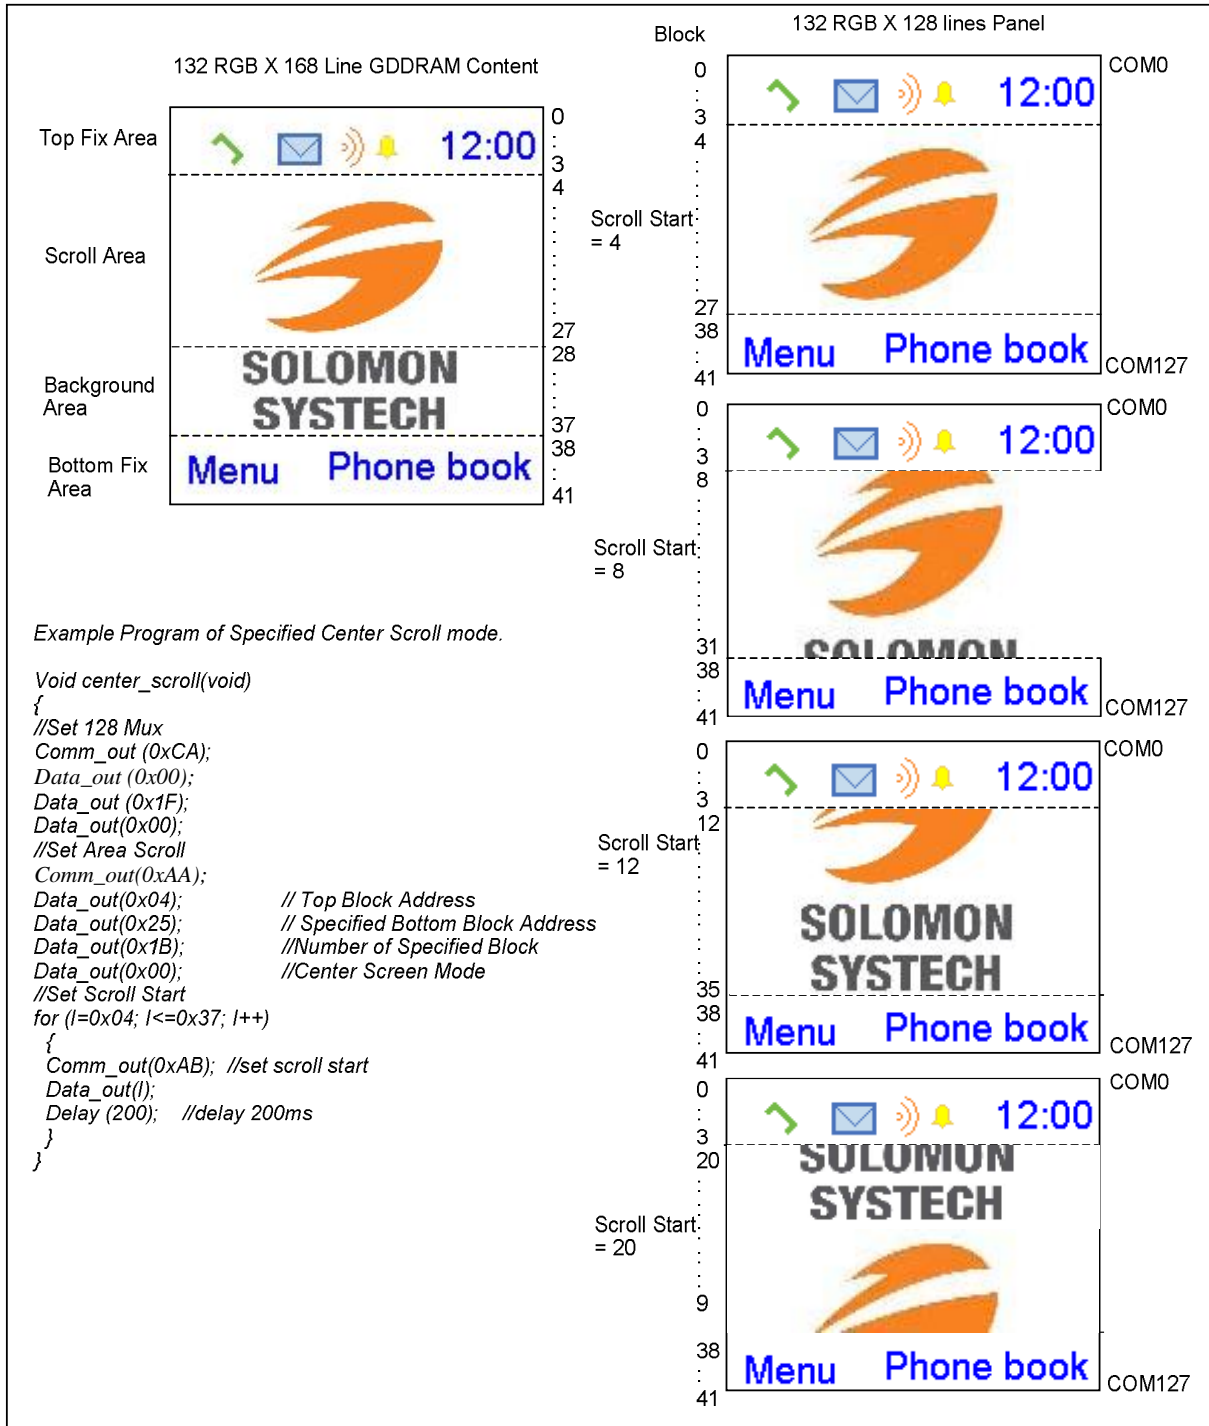 132 RGB X 168 Line GDDRAM Content
Top Fix Area
Scroll Area
Background
Area
Bottom Fix
Area
12:00
SOLOMON
SYSTECH
Menu Phone book
0
:
3
4
:
:
:
27
28
:
:
37
38
:
41
Example Program of Specified Center Scroll mode.
Void center_scroll(void)
{
//Set 128 Mux
Comm_out (0xCA);
Data_out (0x00);
Data_out (0x1F);
Data_out(0x00);
//Set Area Scroll
Comm_out(0xAA);
Data_out(0x04); // Top Block Address
Data_out(0x25); // Specified Bottom Block Address
Data_out(0x1B); //Number of Specified Block
Data_out(0x00); //Center Screen Mode
//Set Scroll Start
for (I=0x04; I<=0x37; I++)
{
Comm_out(0xAB); //set scroll start
Data_out(I);
Delay (200); //delay 200ms
}
}
Block
132 RGB X 128 lines Panel
0
:
3
4
:
:
27
38
:
41
Scroll Start
= 4
12:00
Menu Phone book
COM0
COM127
0
:
3
8
:
:
31
38
:
41
Scroll Start
= 8
12:00
SOLOMON
Menu Phone book
COM0
COM127
0
:
3
12
:
:
35
38
:
41
Scroll Start
= 12
12:00
SOLOMON
SYSTECH
Menu Phone book
COM0
COM127
0
:
3
20
:
:
9
38
:
41
Scroll Start
= 20
12:00
SOLOMON
SYSTECH
Menu Phone book
COM0
COM127